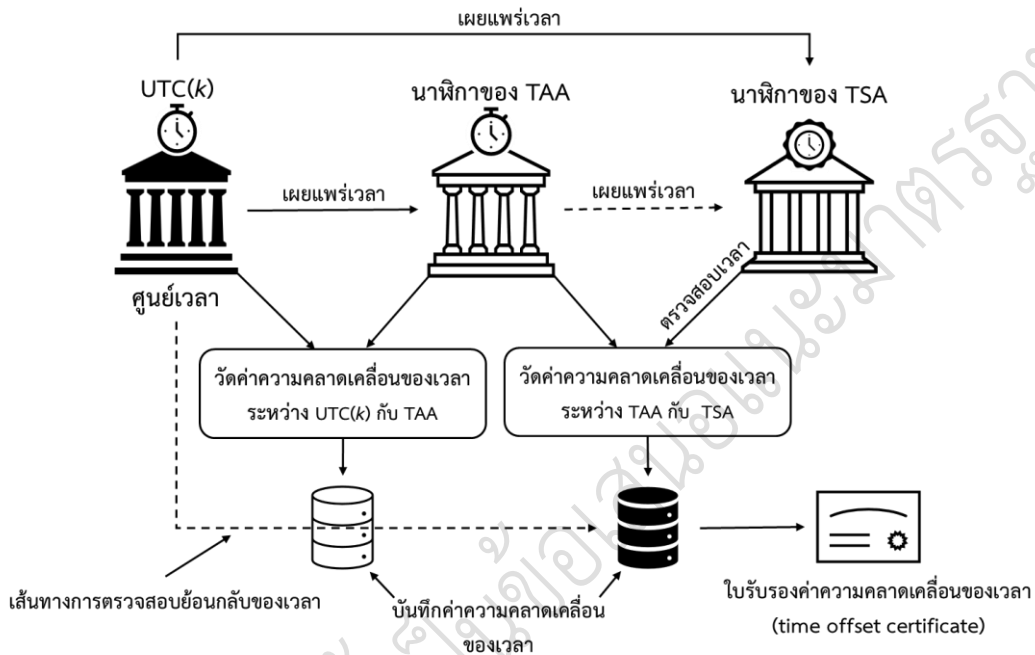 เผยแพร่เวลา
UTC(k)
นาฬิกาของ TAA
นาฬิกาของ TSA
เผยแพร่เวลา
เผยแพร่เวลา
ศูนย์เวลา
ตรวจสอบเวลา
วัดค่าความคลาดเคลื่อนของเวลา
ระหว่าง UTC(k) กับ TAA
วัดค่าความคลาดเคลื่อนของเวลา
ระหว่าง TAA กับ TSA
เส้นทางการตรวจสอบย้อนกลับของเวลา
บันทึกค่าความคลาดเคลื่อน
ของเวลา
ใบรับรองค่าความคลาดเคลื่อนของเวลา
(time offset certificate)